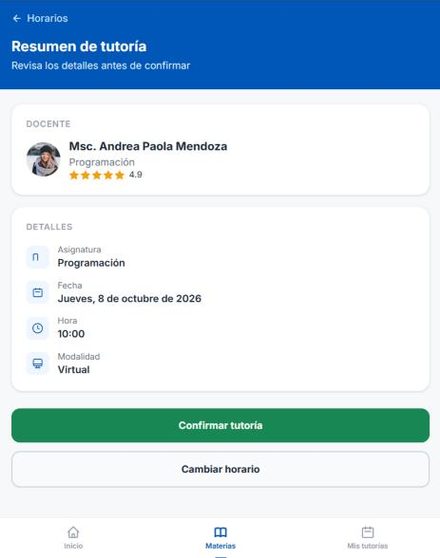 ← Horarios
Resumen de tutoría
Revisa los detalles antes de confirmar
DOCENTE
Msc. Andrea Paola Mendoza
Programación
★★★★★ 4.9
DETALLES
Asignatura
Programación
Fecha
Jueves, 8 de octubre de 2026
Hora
10:00
Modalidad
Virtual
Confirmar tutoría
Cambiar horario
Inicio
Materias
Mis tutorías